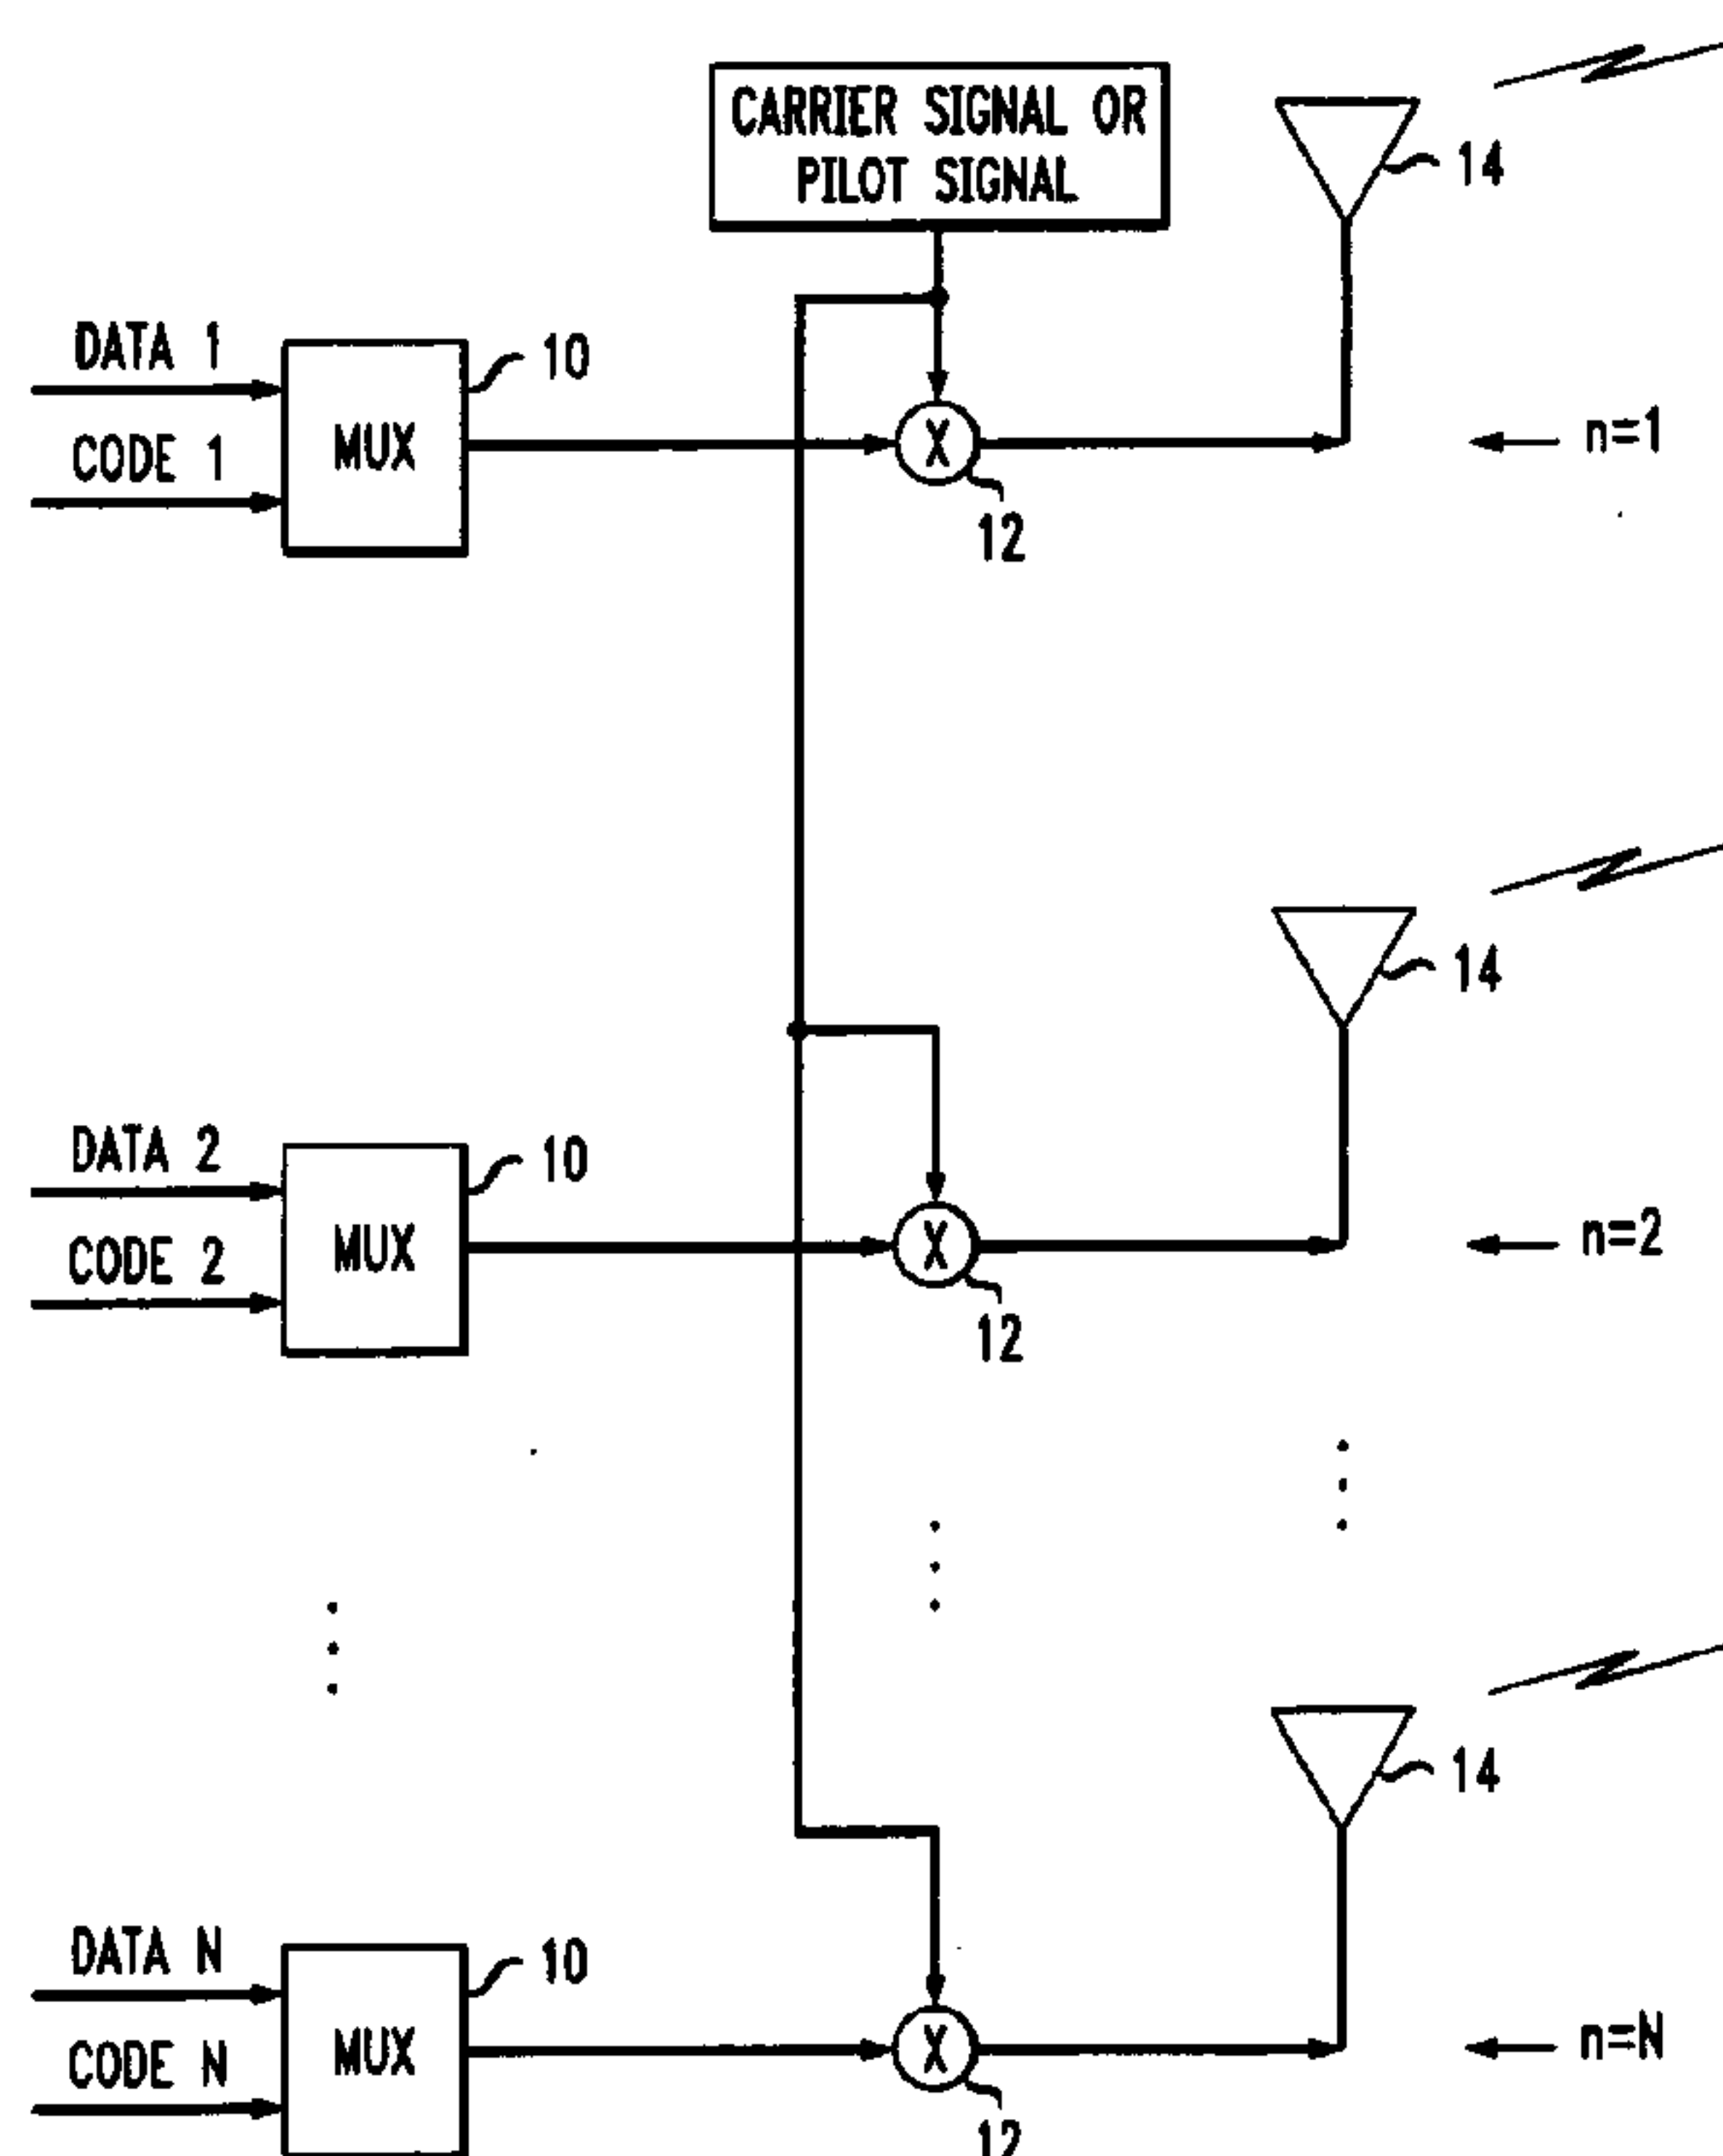 CARRIER SIGNAL OR
PILOT SIGNAL
14
DATA 1
10
CODE 1
MUX
X
n=1
12
14
DATA 2
10
CODE 2
MUX
X
n=2
12
14
DATA N
10
CODE N
MUX
X
n=N
12